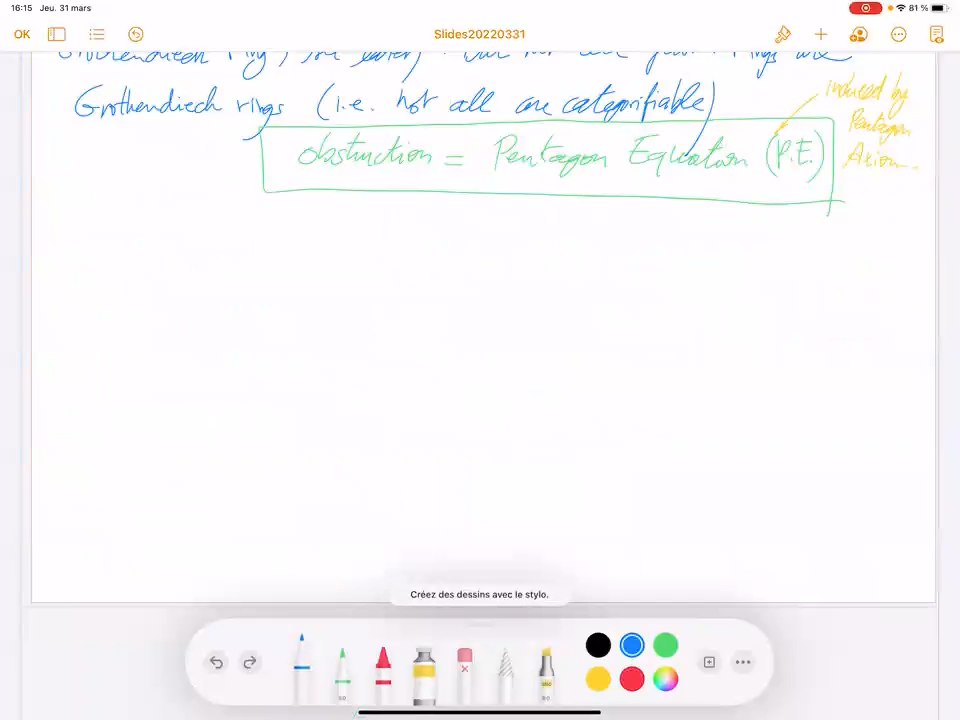 16:15 Jeu. 31 mars
81 %
OK
Slides20220331
Grothendieck rings (i.e. not all are categorifiable)
induced by
Pentagon
Axiom.
Obstruction = Pentagon Equation (P.E.)
Créez des dessins avec le stylo.